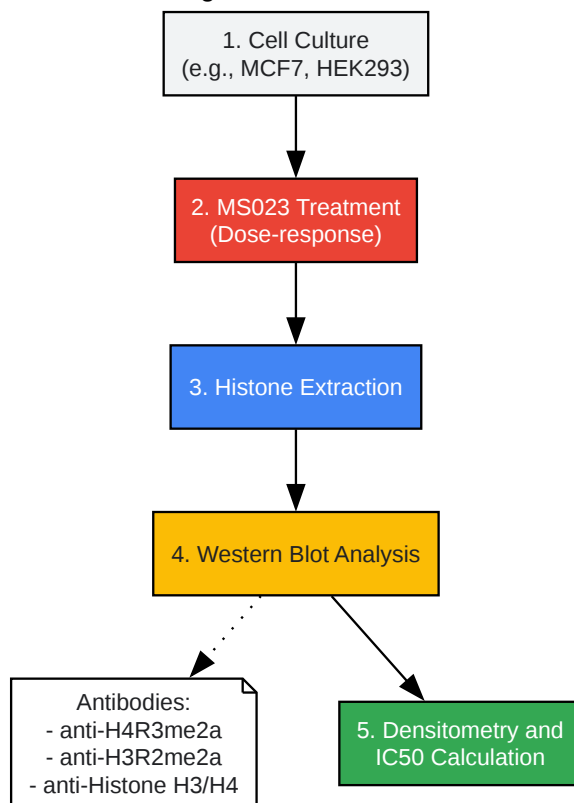 1. Cell Culture
(e.g., MCF7, HEK293)
2. MS023 Treatment
(Dose-response)
3. Histone Extraction
4. Western Blot Analysis
Antibodies:
- anti-H4R3me2a
- anti-H3R2me2a
- anti-Histone H3/H4
5. Densitometry and
IC50 Calculation